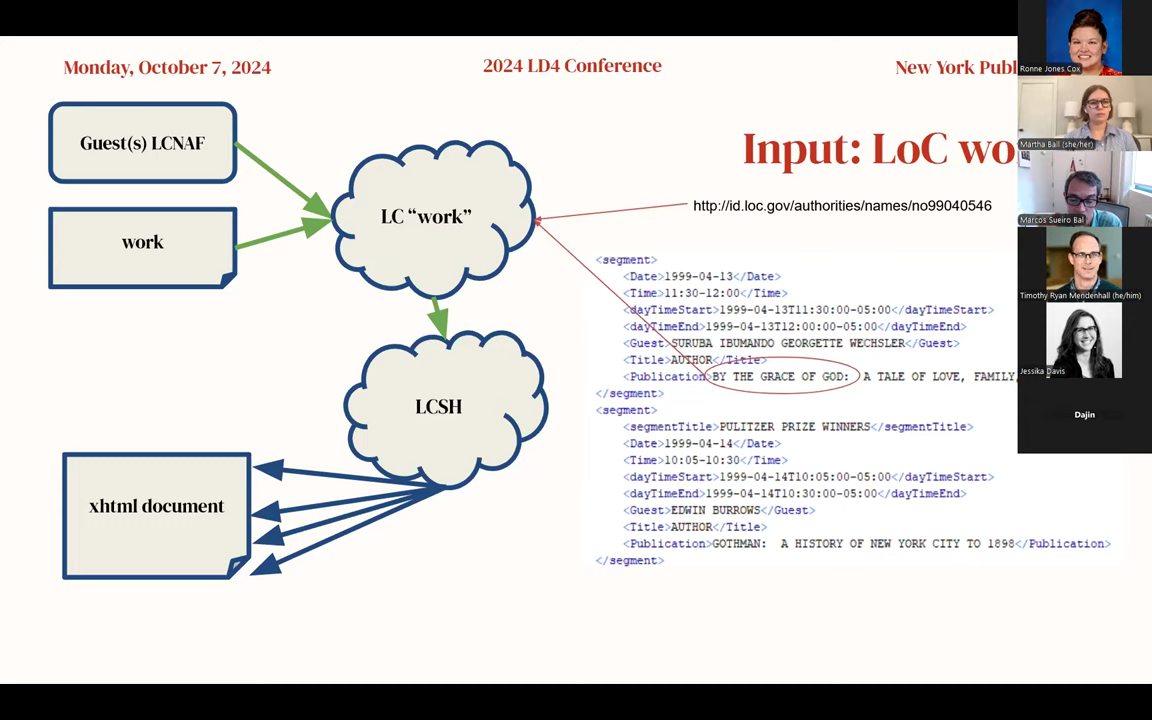 Monday, October 7, 2024
2024 LD4 Conference
New York Publ
Guest(s) LCNAF
work
LC “work”
LCSH
xhtml document
Input: LoC wo
http://id.loc.gov/authorities/names/no99040546
<segment>
<Date>1999-04-13</Date>
<Time>11:30-12:00</Time>
<dayTimeStart>1999-04-13T11:30:00-05:00</dayTimeStart>
<dayTimeEnd>1999-04-13T12:00:00-05:00</dayTimeEnd>
<Guest>SURUBA IBUMANDO GEORGETTE WECHSLER</Guest>
<Title>AUTHOR</Title>
<Publication>BY THE GRACE OF GOD: A TALE OF LOVE, FAMILY,
</segment>
<segment>
<segmentTitle>PULITZER PRIZE WINNERS</segmentTitle>
<Date>1999-04-14</Date>
<Time>10:05-10:30</Time>
<dayTimeStart>1999-04-14T10:05:00-05:00</dayTimeStart>
<dayTimeEnd>1999-04-14T10:30:00-05:00</dayTimeEnd>
<Guest>EDWIN BURROWS</Guest>
<Title>AUTHOR</Title>
<Publication>GOTHMAN: A HISTORY OF NEW YORK CITY TO 1898</Publication>
</segment>
Ronne Jones Cox
Martha Ball (she/her)
Marcos Sueiro Bal
Timothy Ryan Mendenhall (he/him)
Jessika Davis
Dajin